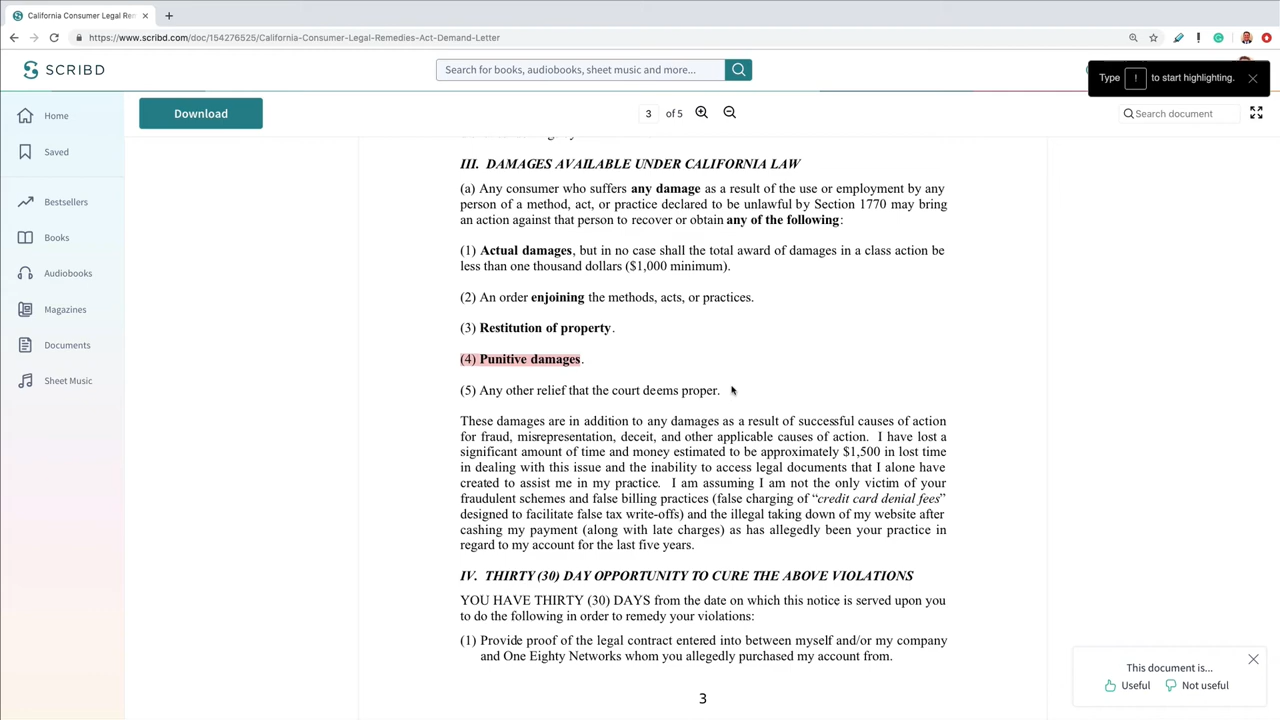 California Consumer Legal Rem
https://www.scribd.com/doc/154276525/California-Consumer-Legal-Remedies-Act-Demand-Letter
SCRIBD
Search for books, audiobooks, sheet music and more...
Type ! to start highlighting.
Home
Saved
Bestsellers
Books
Audiobooks
Magazines
Documents
Sheet Music
Download
3 of 5
Search document
III. DAMAGES AVAILABLE UNDER CALIFORNIA LAW
(a) Any consumer who suffers any damage as a result of the use or employment by any
person of a method, act, or practice declared to be unlawful by Section 1770 may bring
an action against that person to recover or obtain any of the following:
(1) Actual damages, but in no case shall the total award of damages in a class action be
less than one thousand dollars ($1,000 minimum).
(2) An order enjoining the methods, acts, or practices.
(3) Restitution of property.
(4) Punitive damages.
(5) Any other relief that the court deems proper.
These damages are in addition to any damages as a result of successful causes of action
for fraud, misrepresentation, deceit, and other applicable causes of action. I have lost a
significant amount of time and money estimated to be approximately $1,500 in lost time
in dealing with this issue and the inability to access legal documents that I alone have
created to assist me in my practice. I am assuming I am not the only victim of your
fraudulent schemes and false billing practices (false charging of “credit card denial fees”
designed to facilitate false tax write-offs) and the illegal taking down of my website after
cashing my payment (along with late charges) as has allegedly been your practice in
regard to my account for the last five years.
IV. THIRTY (30) DAY OPPORTUNITY TO CURE THE ABOVE VIOLATIONS
YOU HAVE THIRTY (30) DAYS from the date on which this notice is served upon you
to do the following in order to remedy your violations:
(1) Provide proof of the legal contract entered into between myself and/or my company
and One Eighty Networks whom you allegedly purchased my account from.
3
This document is...
Useful
Not useful